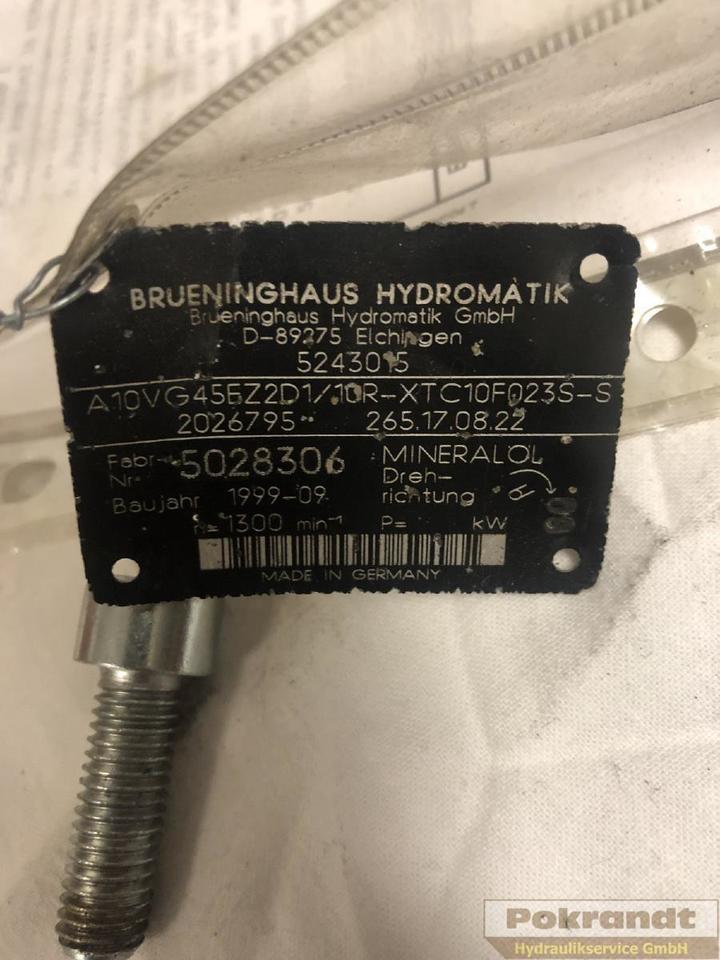 BRUENINGHAUS HYDROMATIK
Brueninghaus Hydromatik GmbH
D-89275 Elchingen
5243015
A10VG45EZ2D1/10R-XTC10F023S-S
2026795 265.17.08.22
Fabr.-Nr. 5028306 MINERALÖL
Baujahr 1999-09 Dreh-richtung
n= 1300 min-1 P= kW
MADE IN GERMANY
Pokrandt
Hydraulikservice GmbH